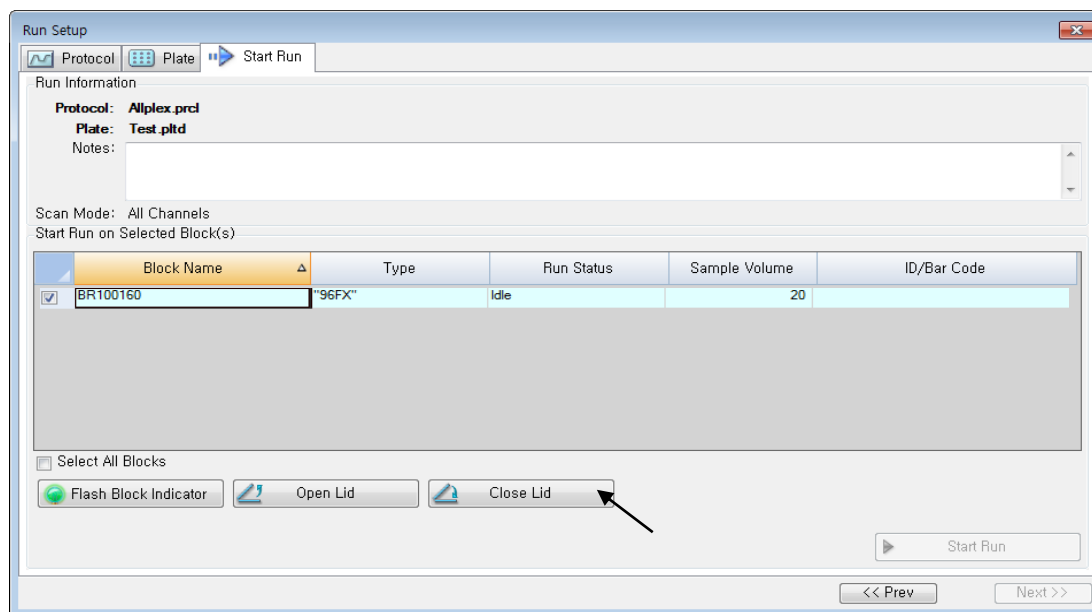 Run Setup
Protocol Plate Start Run
Run Information
Protocol: Allplex.prcl
Plate: Test.pltd
Notes:
Scan Mode: All Channels
Start Run on Selected Block(s)
Block Name Type Run Status Sample Volume ID/Bar Code
BR100160 "96FX" Idle 20
Select All Blocks
Flash Block Indicator Open Lid Close Lid
Start Run
<< Prev Next >>